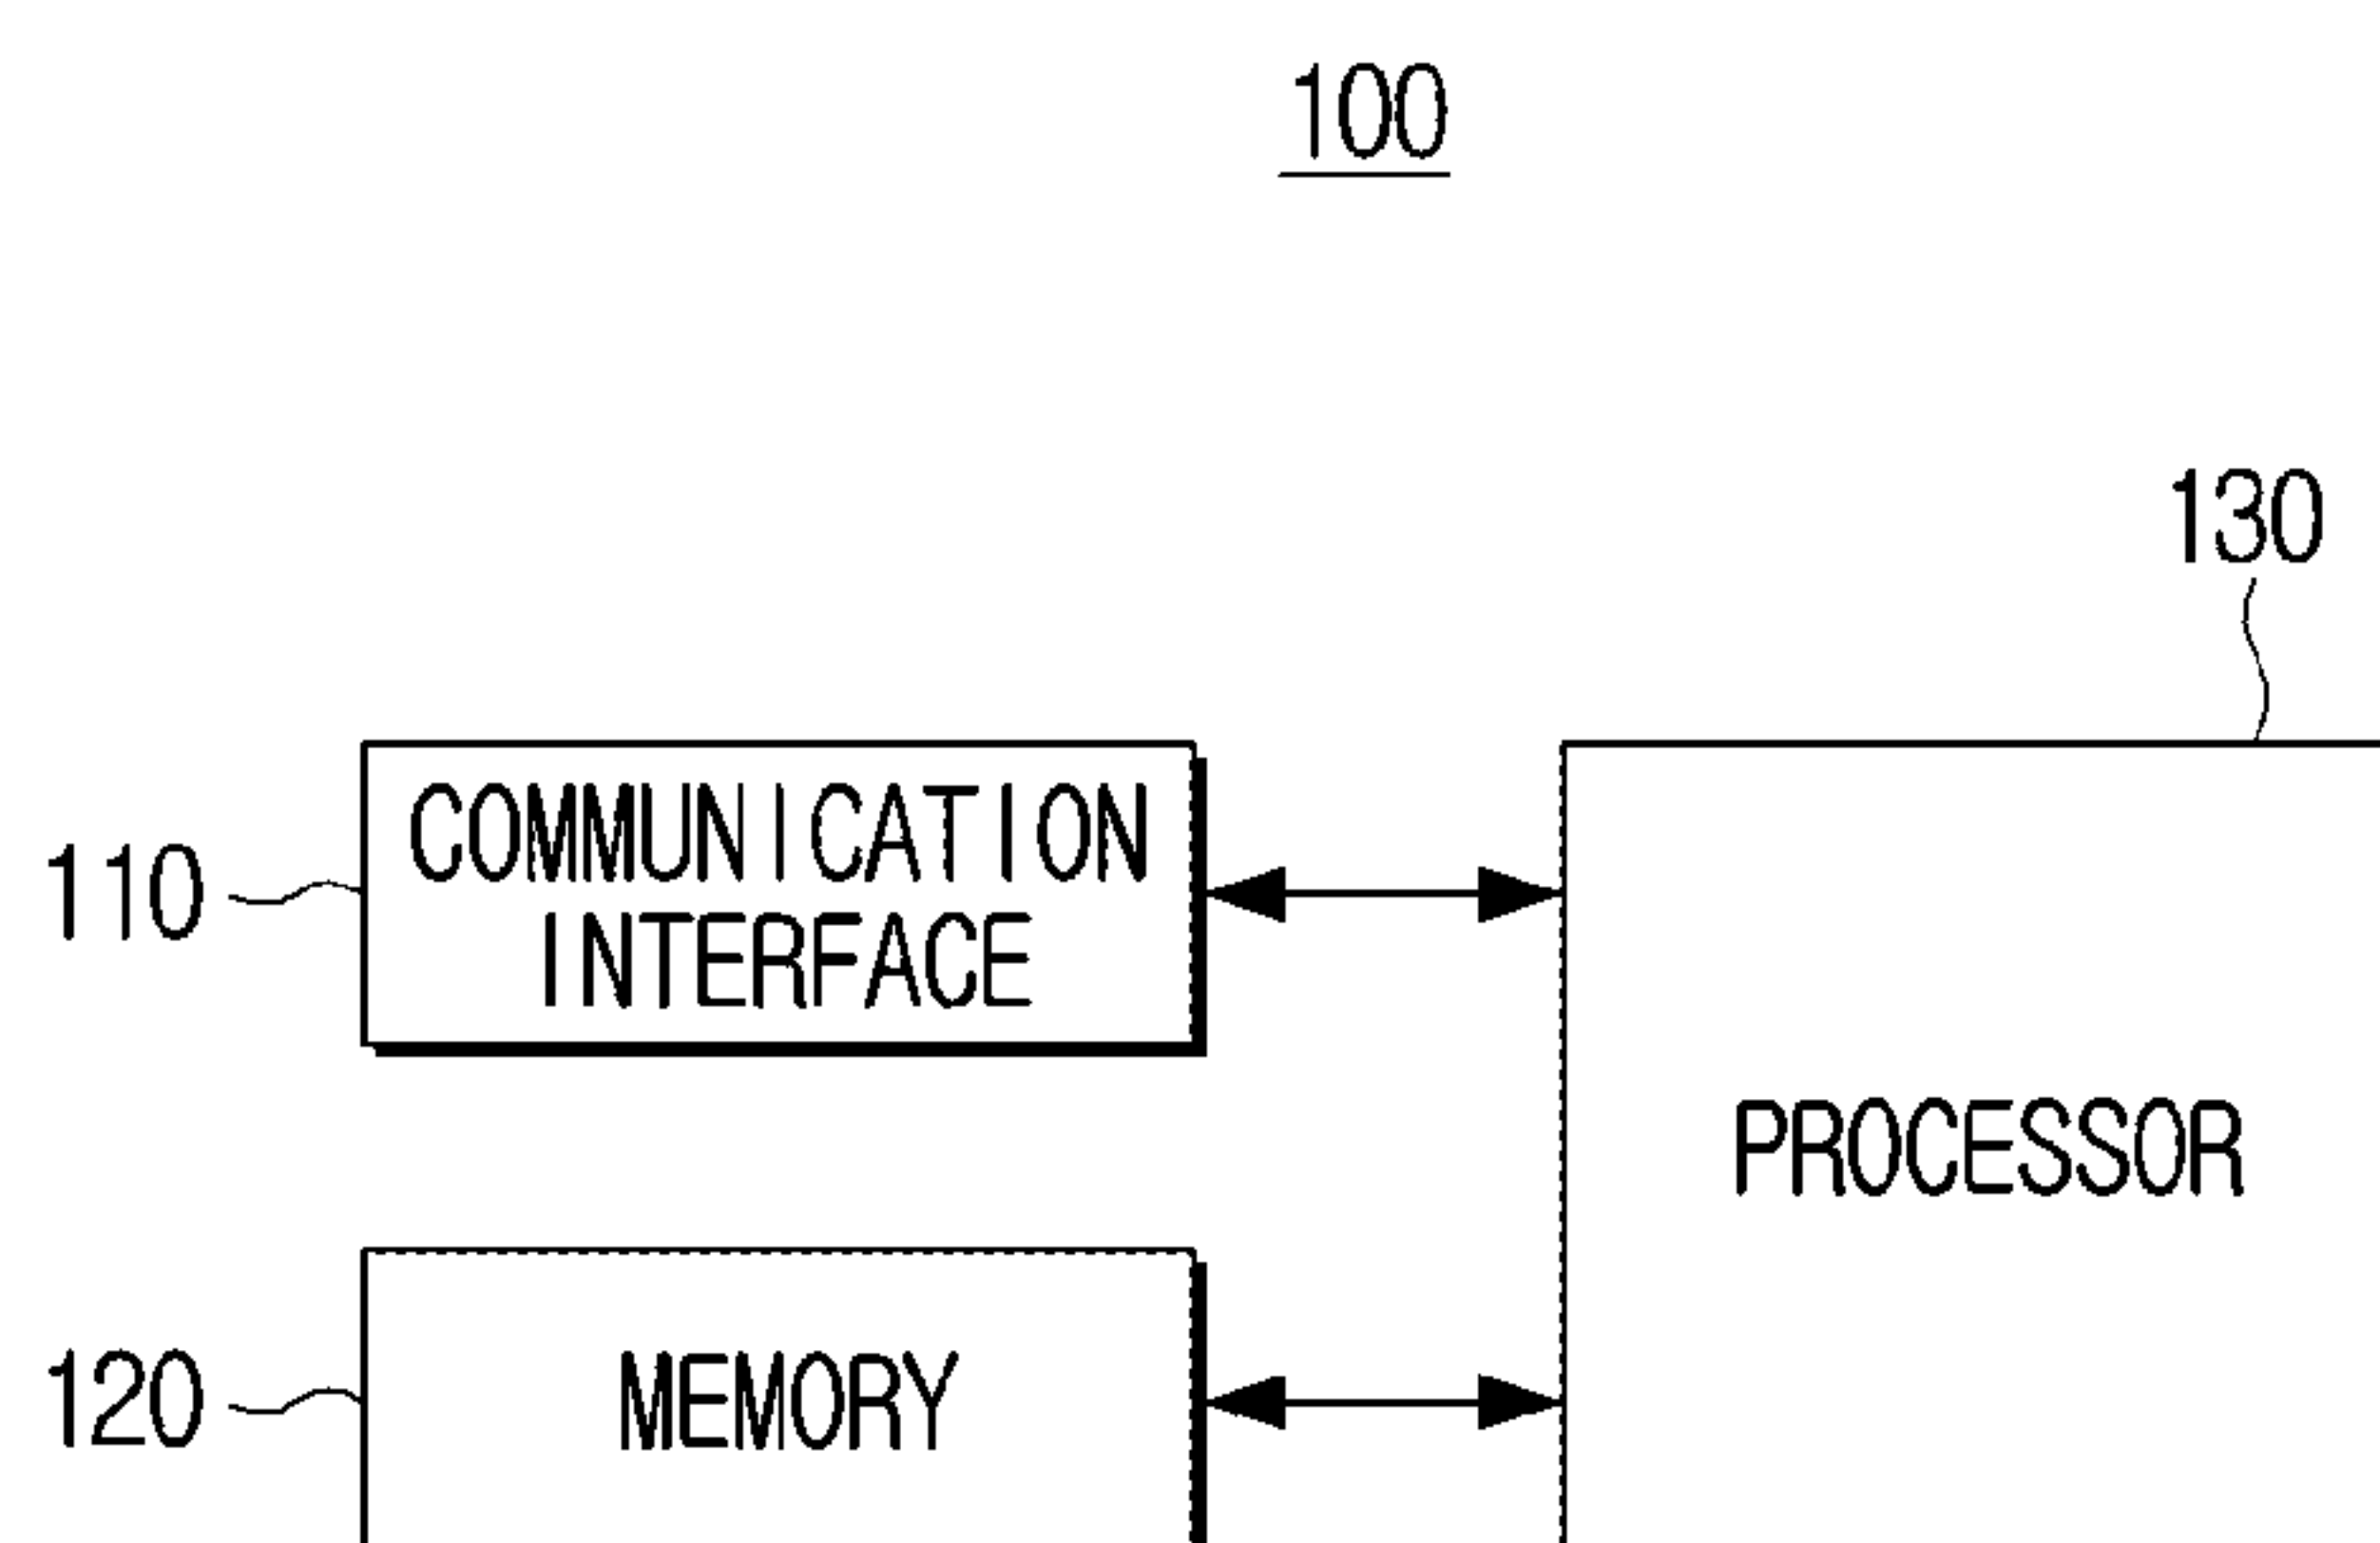 100
130
110
COMMUNICATION
INTERFACE
PROCESSOR
120
MEMORY